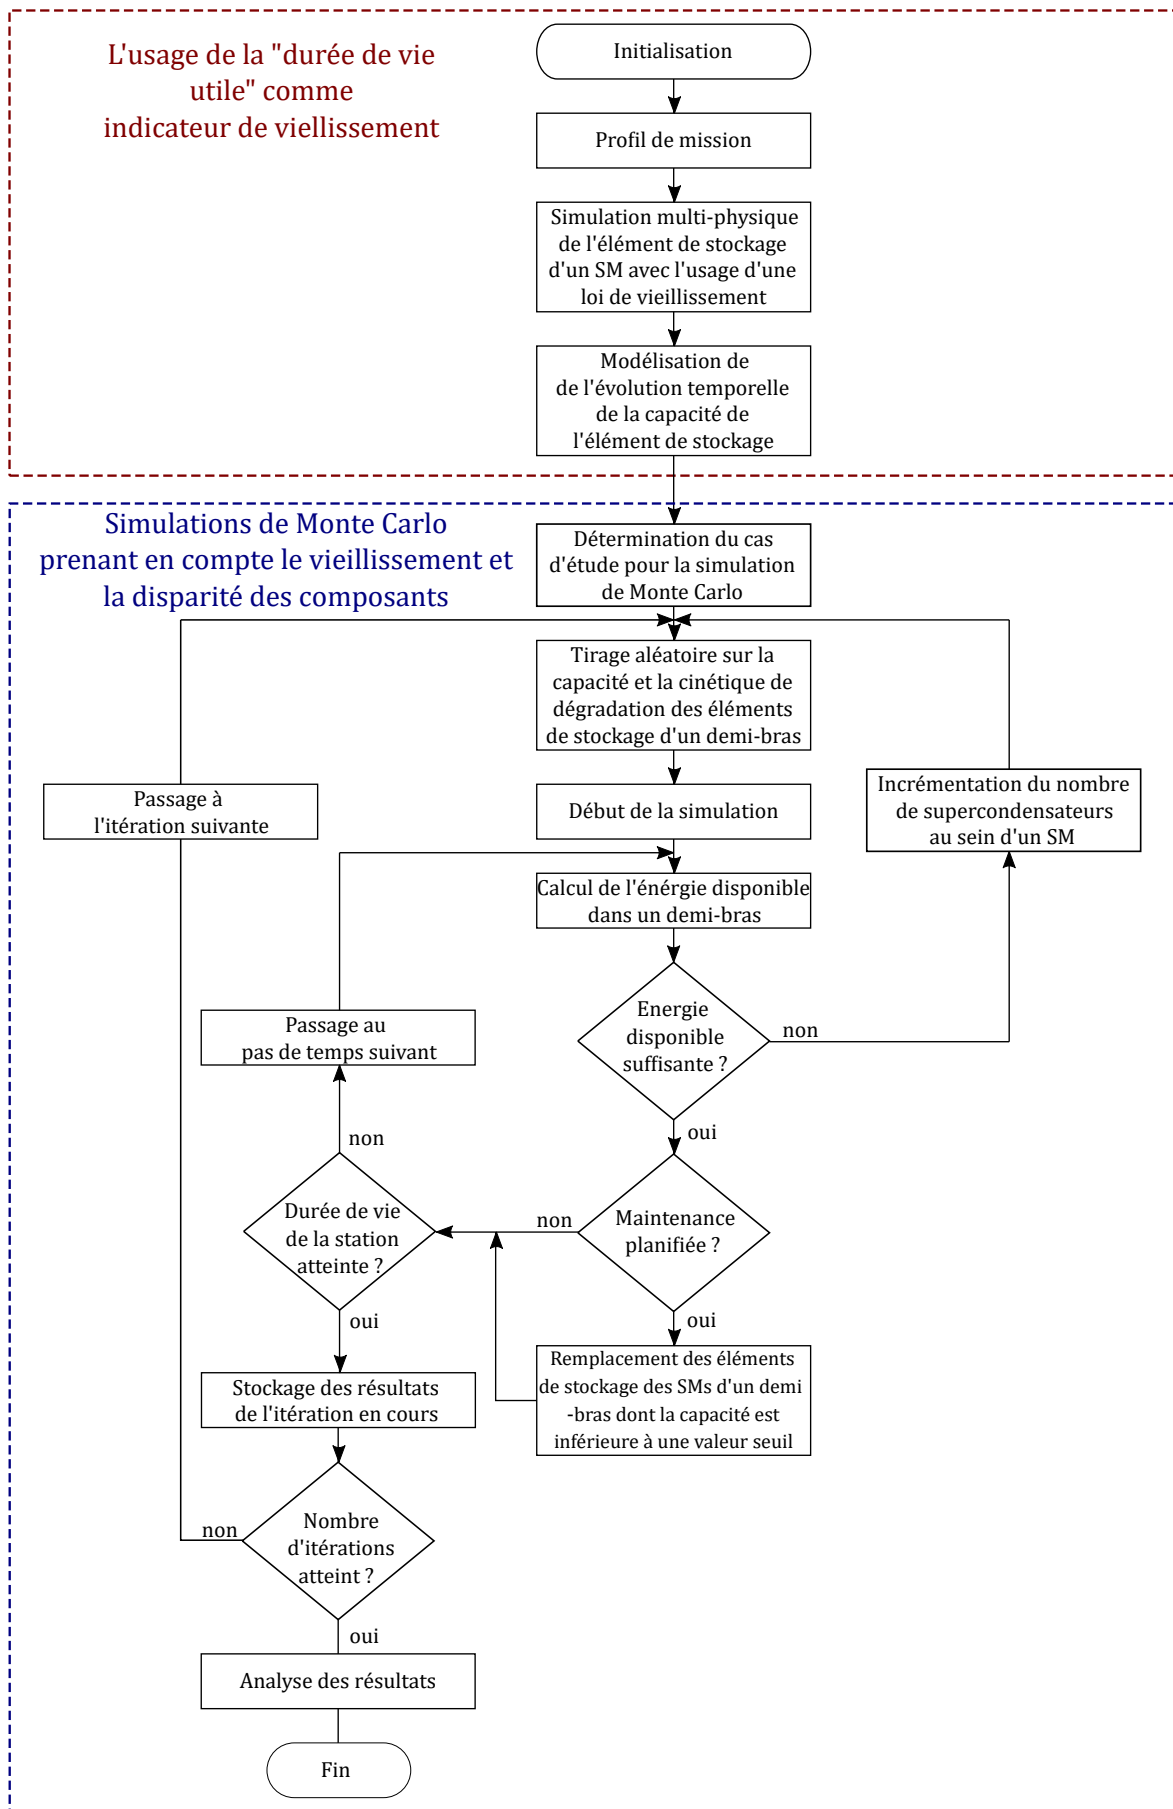 L'usage de la "durée de vie
utile" comme
indicateur de viellissement
Initialisation
Profil de mission
Simulation multi-physique
de l'élément de stockage
d'un SM avec l'usage d'une
loi de vieillissement
Modélisation de
de l'évolution temporelle
de la capacité de
l'élément de stockage
Simulations de Monte Carlo
prenant en compte le vieillissement et
la disparité des composants
Détermination du cas
d'étude pour la simulation
de Monte Carlo
Tirage aléatoire sur la
capacité et la cinétique de
dégradation des éléments
de stockage d'un demi-bras
Passage à
l'itération suivante
Début de la simulation
Incrémentation du nombre
de supercondensateurs
au sein d'un SM
Calcul de l'énérgie disponible
dans un demi-bras
Energie
disponible
suffisante ?
non
Passage au
pas de temps suivant
oui
non
Durée de vie
de la station
atteinte ?
non
Maintenance
planifiée ?
oui
oui
Remplacement des éléments
de stockage des SMs d'un demi
-bras dont la capacité est
inférieure à une valeur seuil
Stockage des résultats
de l'itération en cours
Nombre
d'itérations
atteint ?
non
oui
Analyse des résultats
Fin